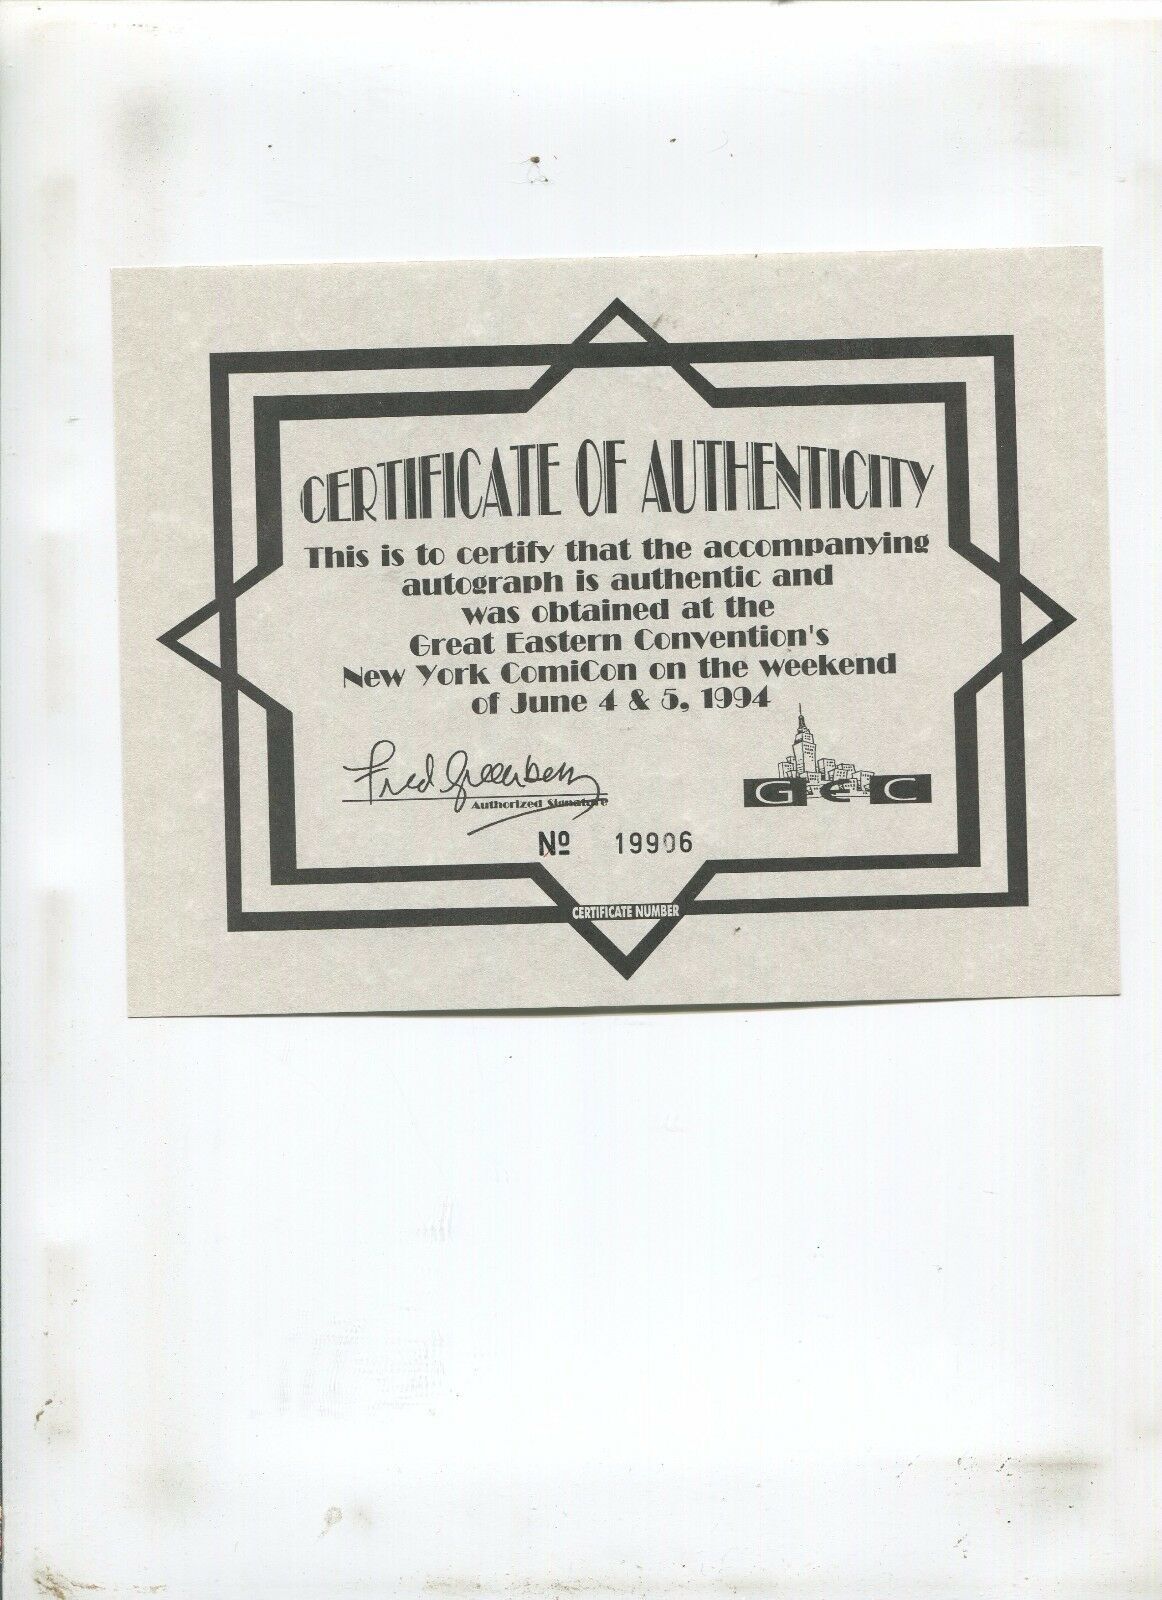 CERTIFICATE OF AUTHENTICITY
This is to certify that the accompanying
autograph is authentic and
was obtained at the
Great Eastern Convention's
New York ComiCon on the weekend
of June 4 & 5, 1994
Fred Greenberg
Authorized Signature
GEC
Nº 19906
CERTIFICATE NUMBER